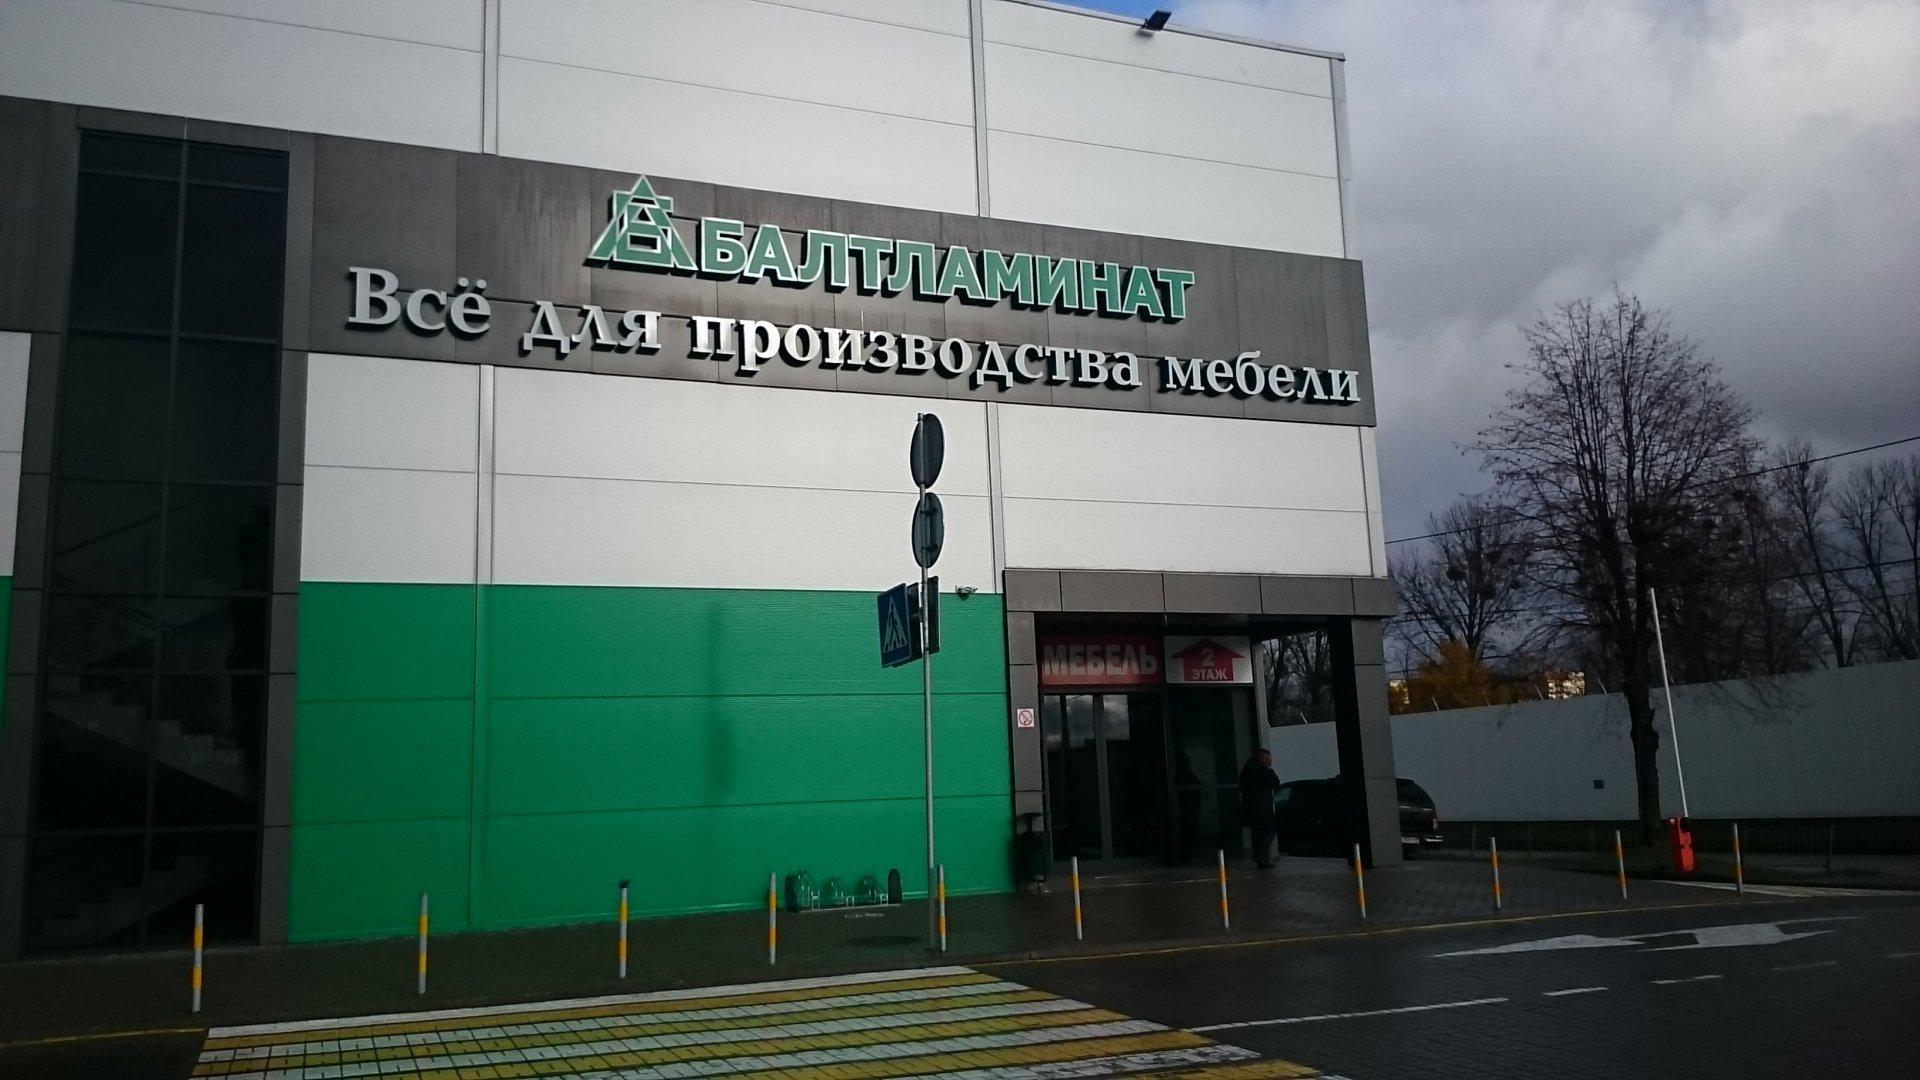 БАЛТЛАМИНАТ
Всё для производства мебели
МЕБЕЛЬ
2
ЭТАЖ